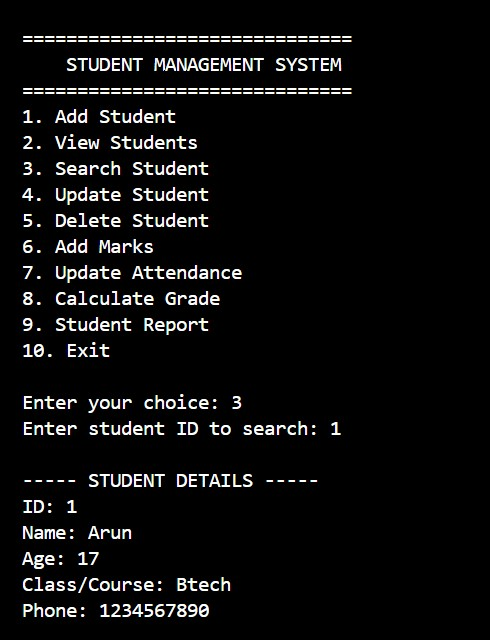 ==============================
    STUDENT MANAGEMENT SYSTEM
==============================
1. Add Student
2. View Students
3. Search Student
4. Update Student
5. Delete Student
6. Add Marks
7. Update Attendance
8. Calculate Grade
9. Student Report
10. Exit

Enter your choice: 3
Enter student ID to search: 1

----- STUDENT DETAILS -----
ID: 1
Name: Arun
Age: 17
Class/Course: Btech
Phone: 1234567890